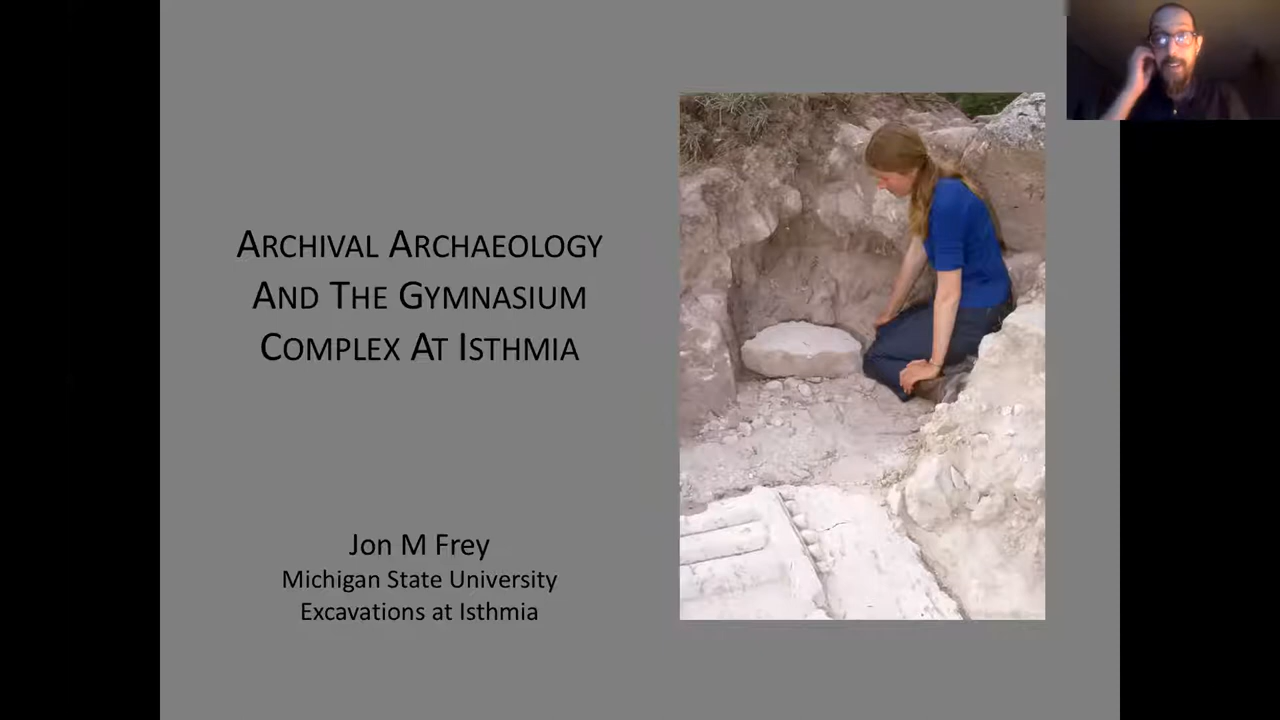 Archival Archaeology
And The Gymnasium
Complex At Isthmia
Jon M Frey
Michigan State University
Excavations at Isthmia